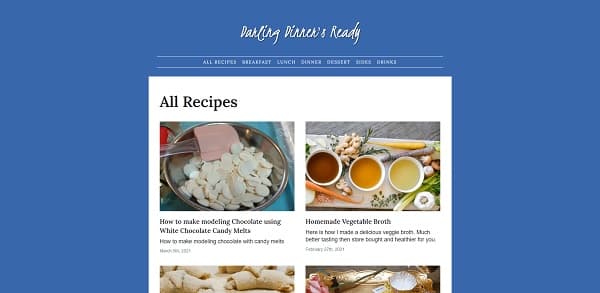 Darling Dinner's Ready
ALL RECIPES BREAKFAST LUNCH DINNER DESSERT SIDES DRINKS
All Recipes
How to make modeling Chocolate using
White Chocolate Candy Melts
How to make modeling chocolate with candy melts
March 5th, 2021
Homemade Vegetable Broth
Here is how I made a delicious veggie broth. Much
better tasting then store bought and healthier for you.
February 27th, 2021